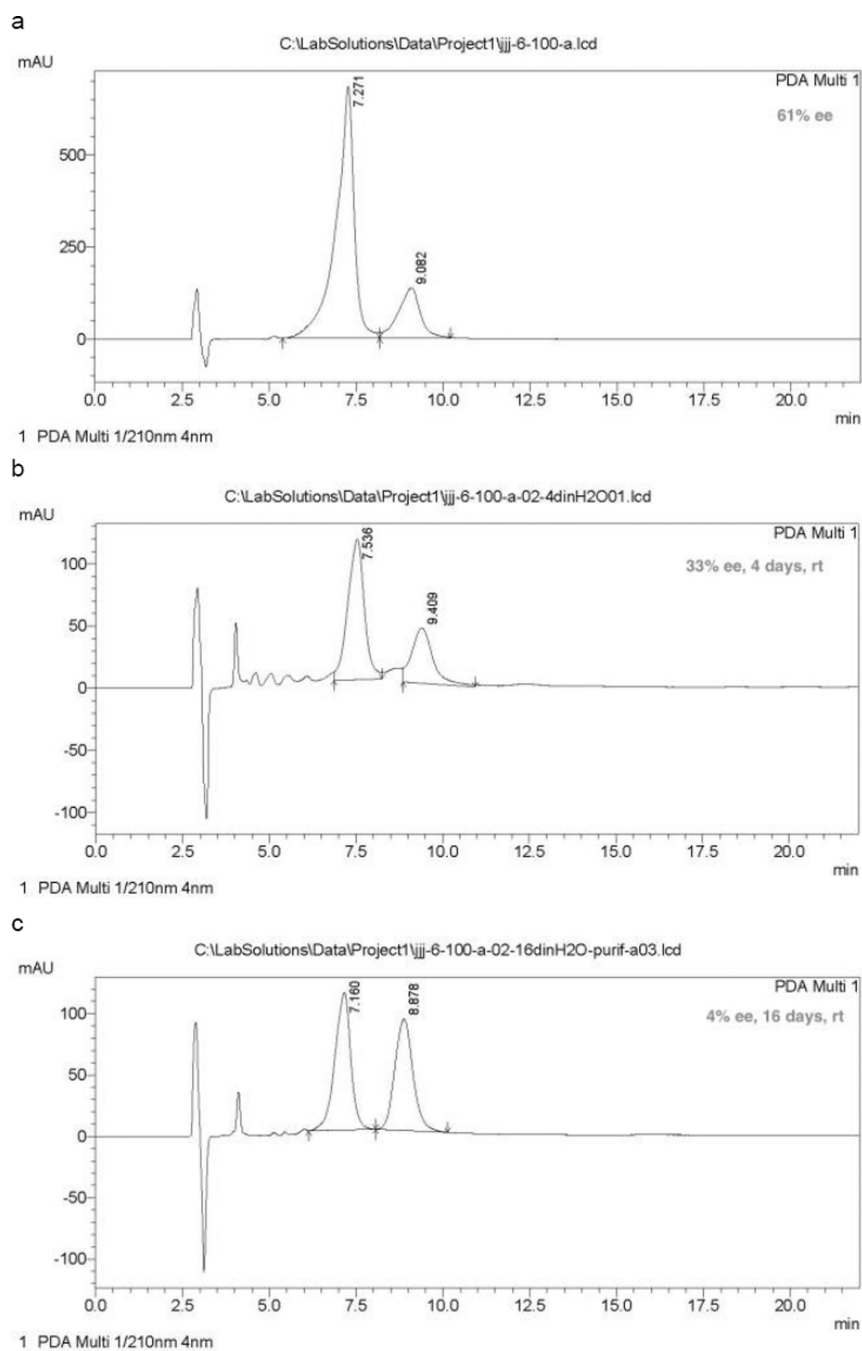 a
C:\LabSolutions\Data\Project1\jjj-6-100-a.lcd
mAU
PDA Multi 1
61% ee
7.271
9.082
500
250
0
0.0 2.5 5.0 7.5 10.0 12.5 15.0 17.5 20.0
min
1 PDA Multi 1/210nm 4nm
b
C:\LabSolutions\Data\Project1\jjj-6-100-a-02-4dinH2O01.lcd
mAU
PDA Multi 1
33% ee, 4 days, rt
7.536
9.409
100
50
0
-50
-100
0.0 2.5 5.0 7.5 10.0 12.5 15.0 17.5 20.0
min
1 PDA Multi 1/210nm 4nm
c
C:\LabSolutions\Data\Project1\jjj-6-100-a-02-16dinH2O-purif-a03.lcd
mAU
PDA Multi 1
4% ee, 16 days, rt
7.160
8.878
100
50
0
-50
-100
0.0 2.5 5.0 7.5 10.0 12.5 15.0 17.5 20.0
min
1 PDA Multi 1/210nm 4nm